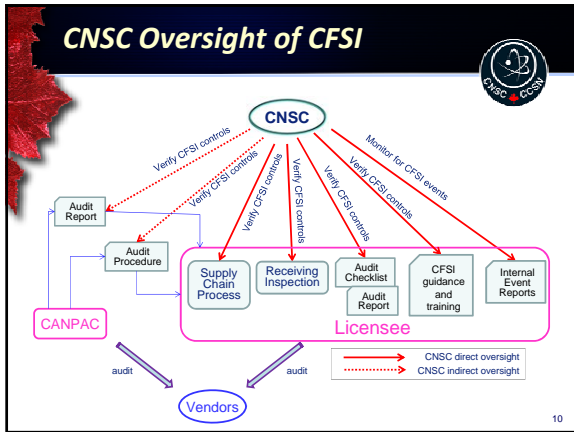 CNSC Oversight of CFSI
CNSC CCSN
CNSC
Verify CFSI controls
Verify CFSI controls
Verify CFSI controls
Verify CFSI controls
Verify CFSI controls
Verify CFSI controls
Monitor for CFSI events
Audit
Report
Audit
Procedure
Supply
Chain
Process
Receiving
Inspection
Audit
Checklist
Audit
Report
CFSI
guidance
and
training
Internal
Event
Reports
CANPAC
Licensee
audit
audit
CNSC direct oversight
CNSC indirect oversight
Vendors
10